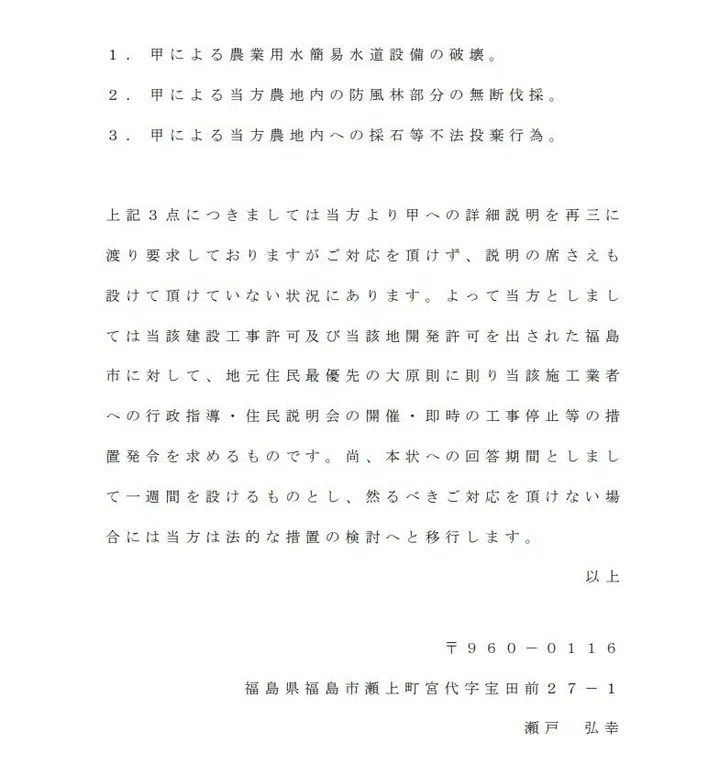 １．甲による農業用水簡易水道設備の破壊。
２．甲による当方農地内の防風林部分の無断伐採。
３．甲による当方農地内への採石等不法投棄行為。
上記３点につきましては当方より甲への詳細説明を再三に
渡り要求しておりますがご対応を頂けず、説明の席さえも
設けて頂けていない状況にあります。よって当方としまし
ては当該建設工事許可及び当該地開発許可を出された福島
市に対して、地元住民最優先の大原則に則り当該施工業者
への行政指導・住民説明会の開催・即時の工事停止等の措
置発令を求めるものです。尚、本状への回答期間としまし
て一週間を設けるものとし、然るべきご対応を頂けない場
合には当方は法的な措置の検討へと移行します。
以上
〒９６０－０１１６
福島県福島市瀬上町宮代字宝田前２７－１
瀬戸　弘幸